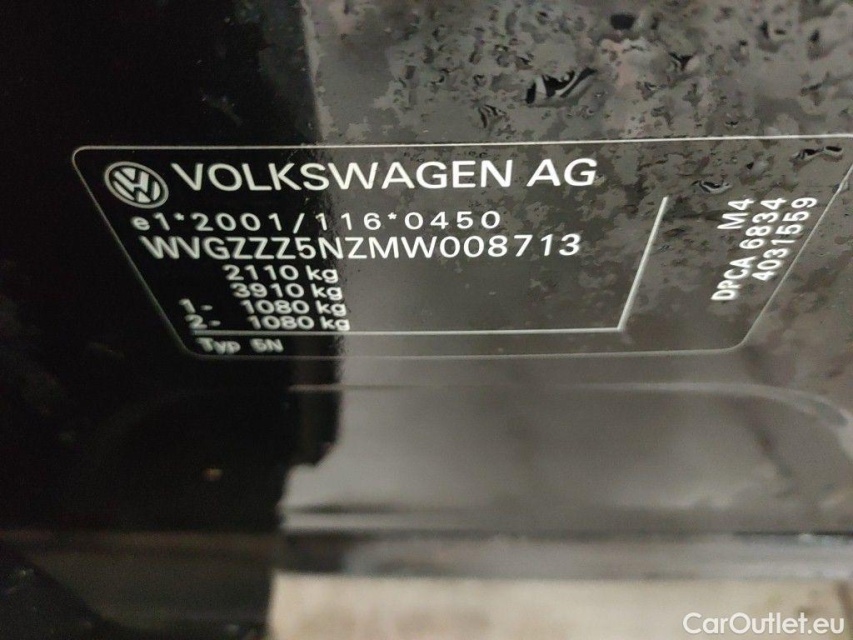 VOLKSWAGEN AG
e1*2001/116*0450
WVGZZZ5NZMW008713
2110 kg
3910 kg
1- 1080 kg
2- 1080 kg
Typ 5N
M4
DPCA 6834
4031559
CarOutlet.eu